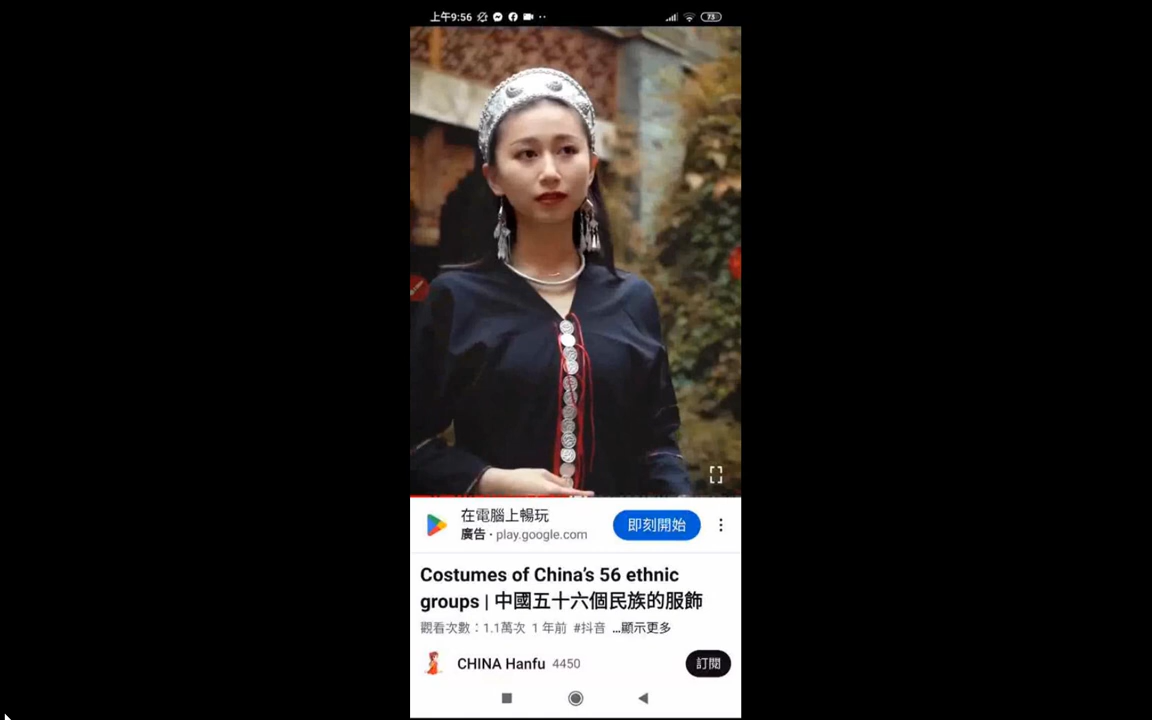 上午9:56
73
在電腦上暢玩
廣告・play.google.com
即刻開始
Costumes of China's 56 ethnic
groups | 中國五十六個民族的服飾
觀看次數：1.1萬次 1 年前 #抖音 ...顯示更多
CHINA Hanfu 4450
訂閱